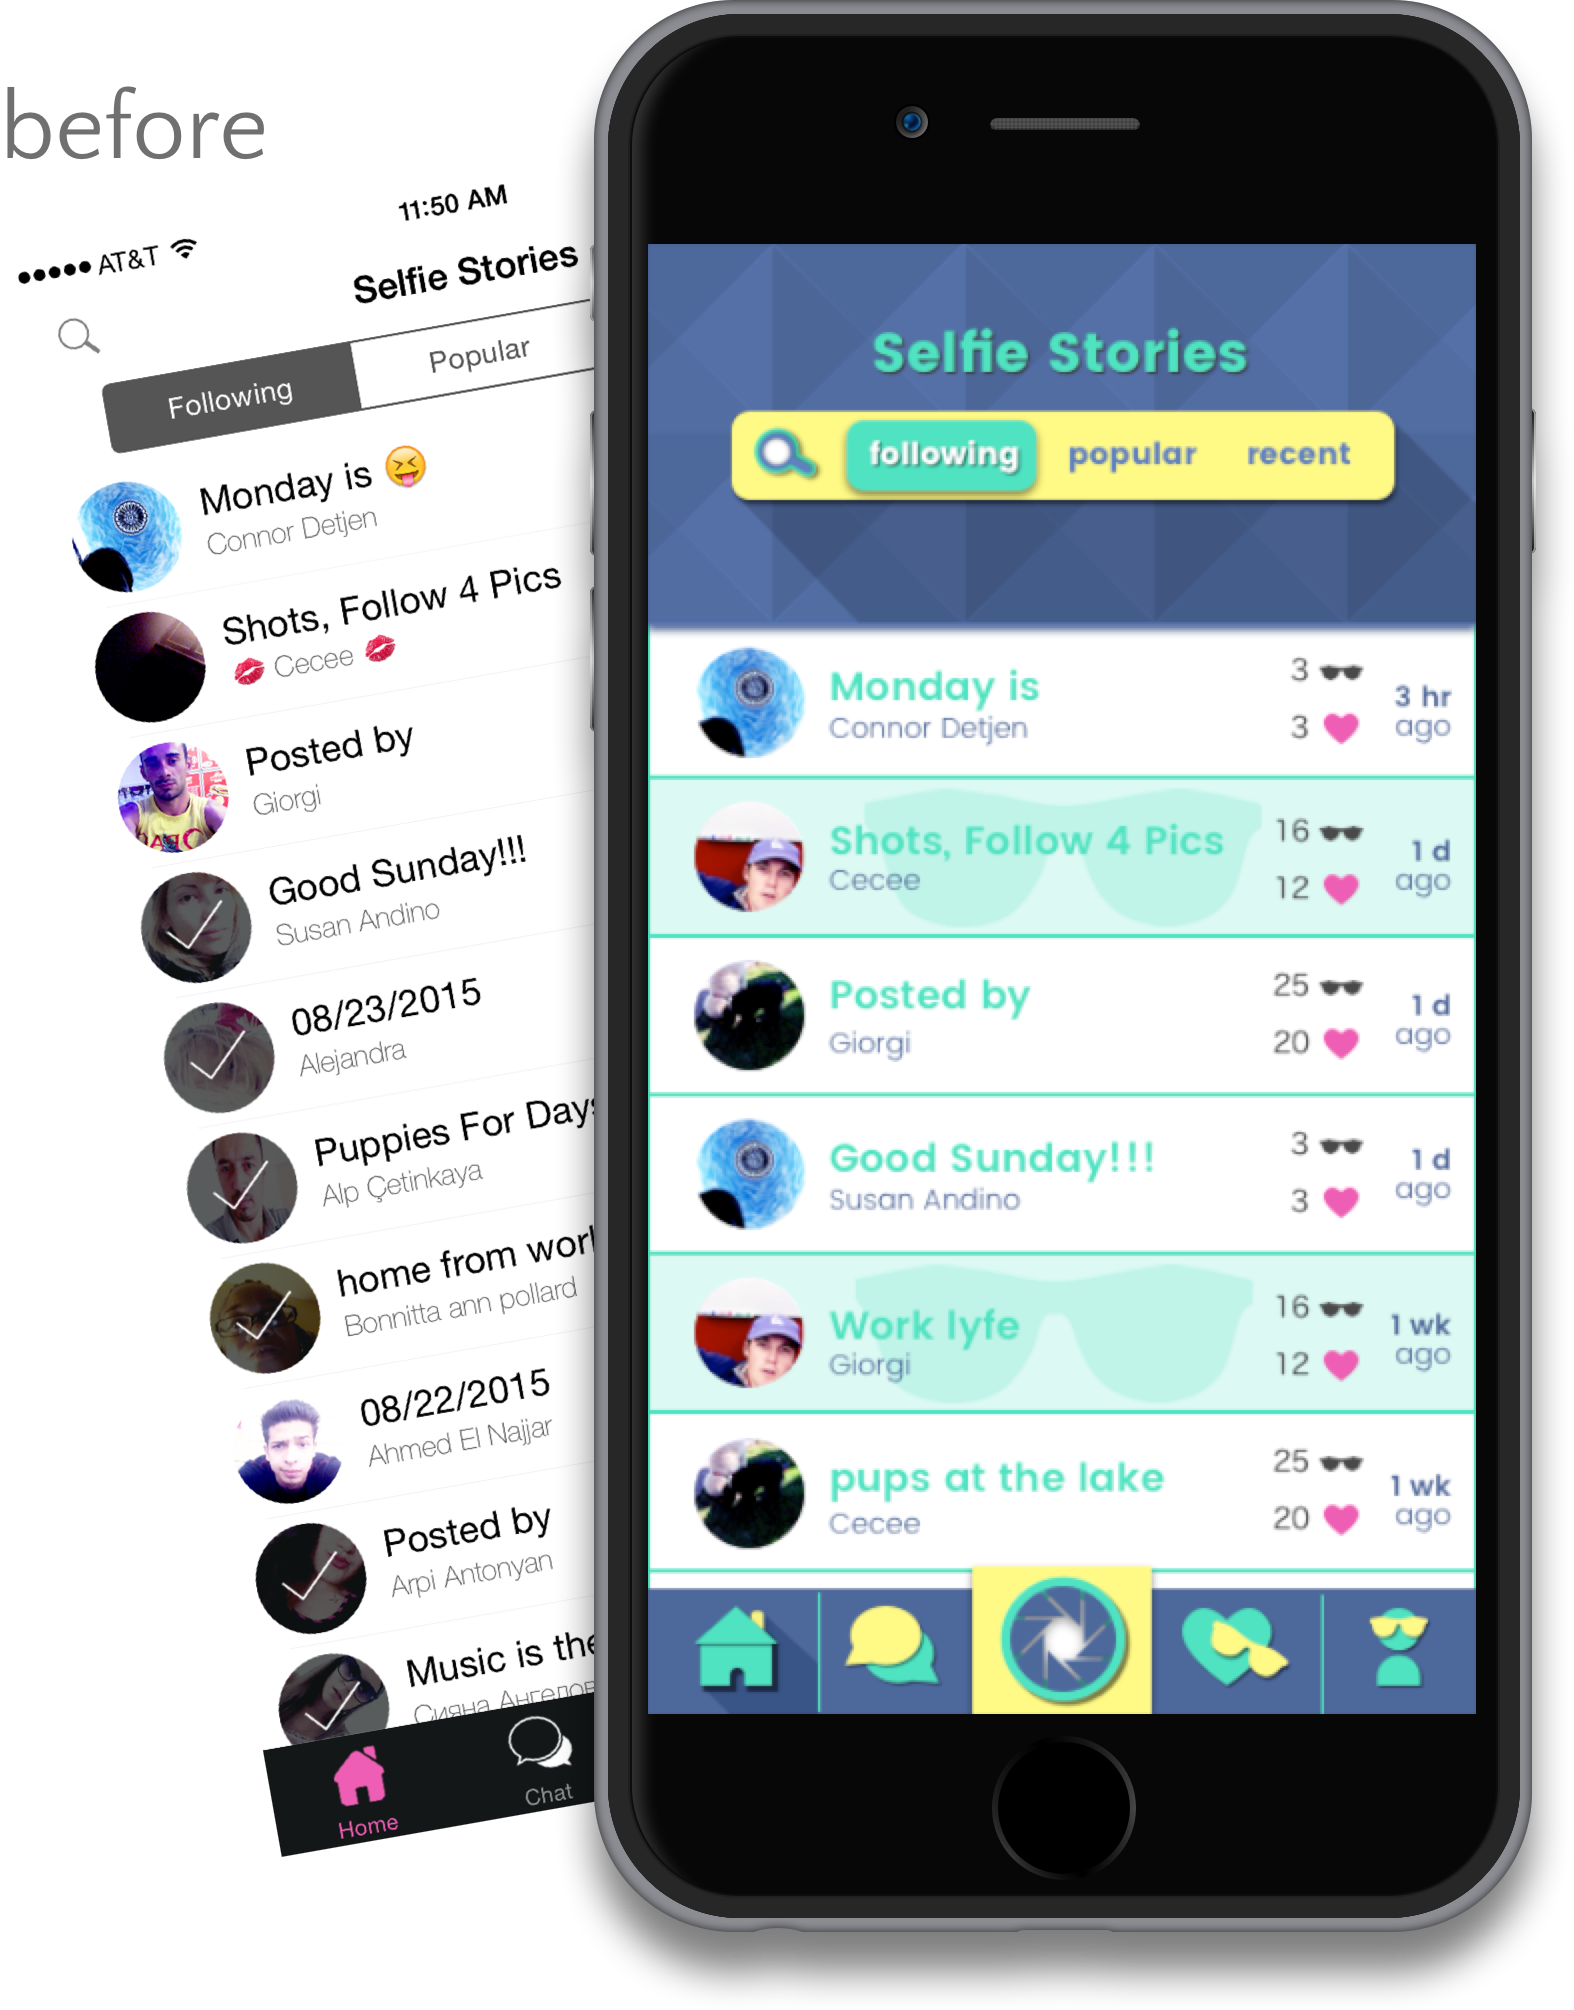 before
11:50 AM
AT&T
Selfie Stories
Following
Popular
Monday is 😝
Connor Detjen
Shots, Follow 4 Pics
💋 Cecee 💋
Posted by
Giorgi
Good Sunday!!!
Susan Andino
08/23/2015
Alejandra
Puppies For Days
Alp Çetinkaya
home from work
Bonnitta ann pollard
08/22/2015
Ahmed El Najjar
Posted by
Arpi Antonyan
Music is the
Сияна Ангелов
Home
Chat
Selfie Stories
following popular recent
Monday is
Connor Detjen
3
3
3 hr
ago
Shots, Follow 4 Pics
Cecee
16
12
1 d
ago
Posted by
Giorgi
25
20
1 d
ago
Good Sunday!!!
Susan Andino
3
3
1 d
ago
Work lyfe
Giorgi
16
12
1 wk
ago
pups at the lake
Cecee
25
20
1 wk
ago